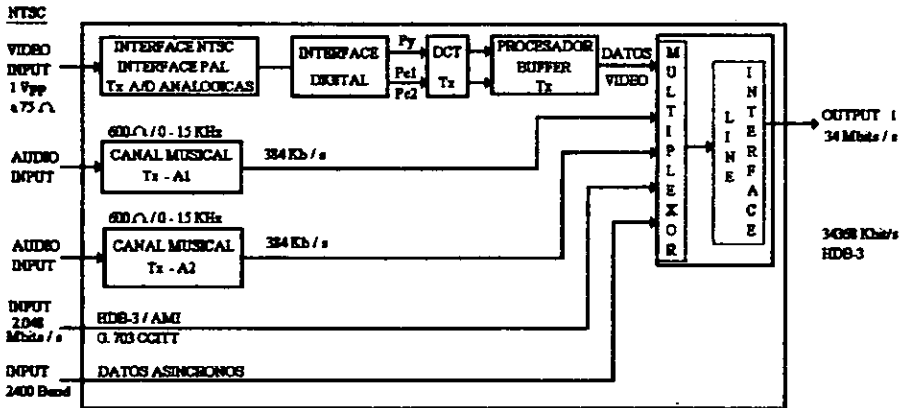 NTSC
VIDEO
INPUT
1 Vpp
a 75 Ω
INTERFACE NTSC
INTERFACE PAL
Tx A/D ANALOGICAS
INTERFACE
DIGITAL
Py
Pc1
Pc2
DCT
Tx
PROCESADOR
BUFFER
Tx
DATOS
VIDEO
MULTIPLEXOR
LINE
INTERFACE
OUTPUT 1
34 Mbits / s
34368 Kbit/s
HDB-3
AUDIO
INPUT
600 Ω / 0 - 15 KHz
CANAL MUSICAL
Tx - A1
384 Kb / s
AUDIO
INPUT
600 Ω / 0 - 15 KHz
CANAL MUSICAL
Tx - A2
384 Kb / s
INPUT
2.048
Mbits / s
HDB-3 / AMI
G. 703 CCITT
INPUT
2400 Baud
DATOS ASINCRONOS